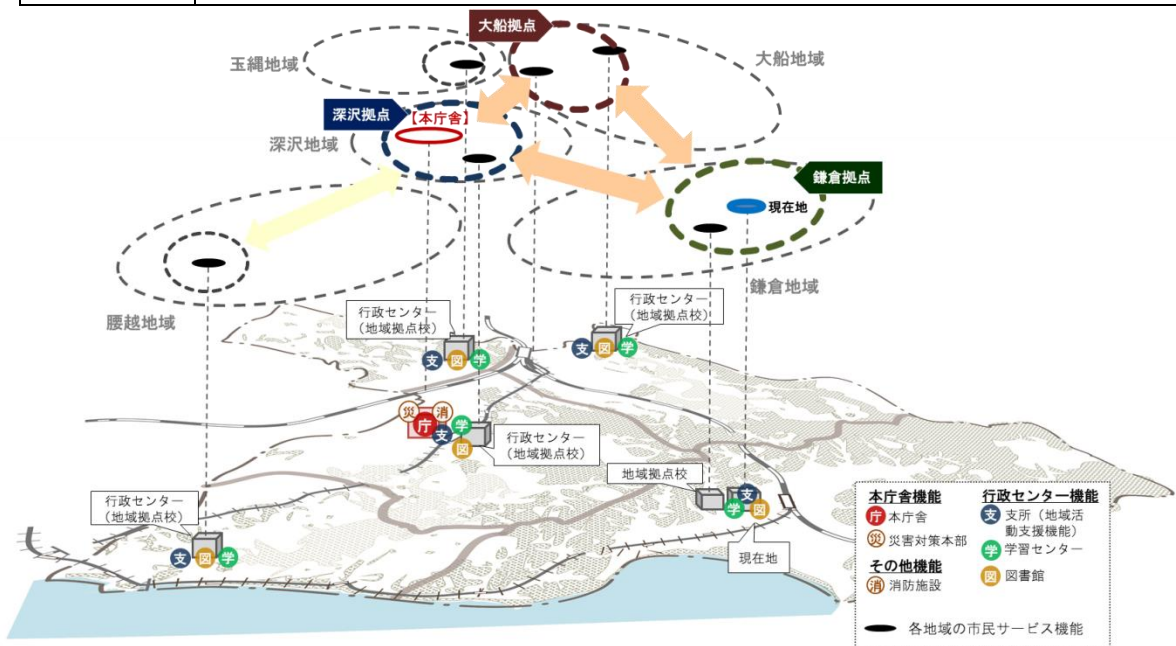 大船拠点
玉縄地域
大船地域
深沢拠点
【本庁舎】
深沢地域
鎌倉拠点
現在地
鎌倉地域
腰越地域
行政センター
（地域拠点校）
支 図 学
行政センター
（地域拠点校）
支 図 学
災 消
庁 支 学
図
行政センター
（地域拠点校）
地域拠点校
支
学 図
現在地
行政センター
（地域拠点校）
支 図 学
本庁舎機能
庁 本庁舎
災 災害対策本部
その他機能
消 消防施設
行政センター機能
支 支所（地域活
動支援機能）
学 学習センター
図 図書館
各地域の市民サービス機能